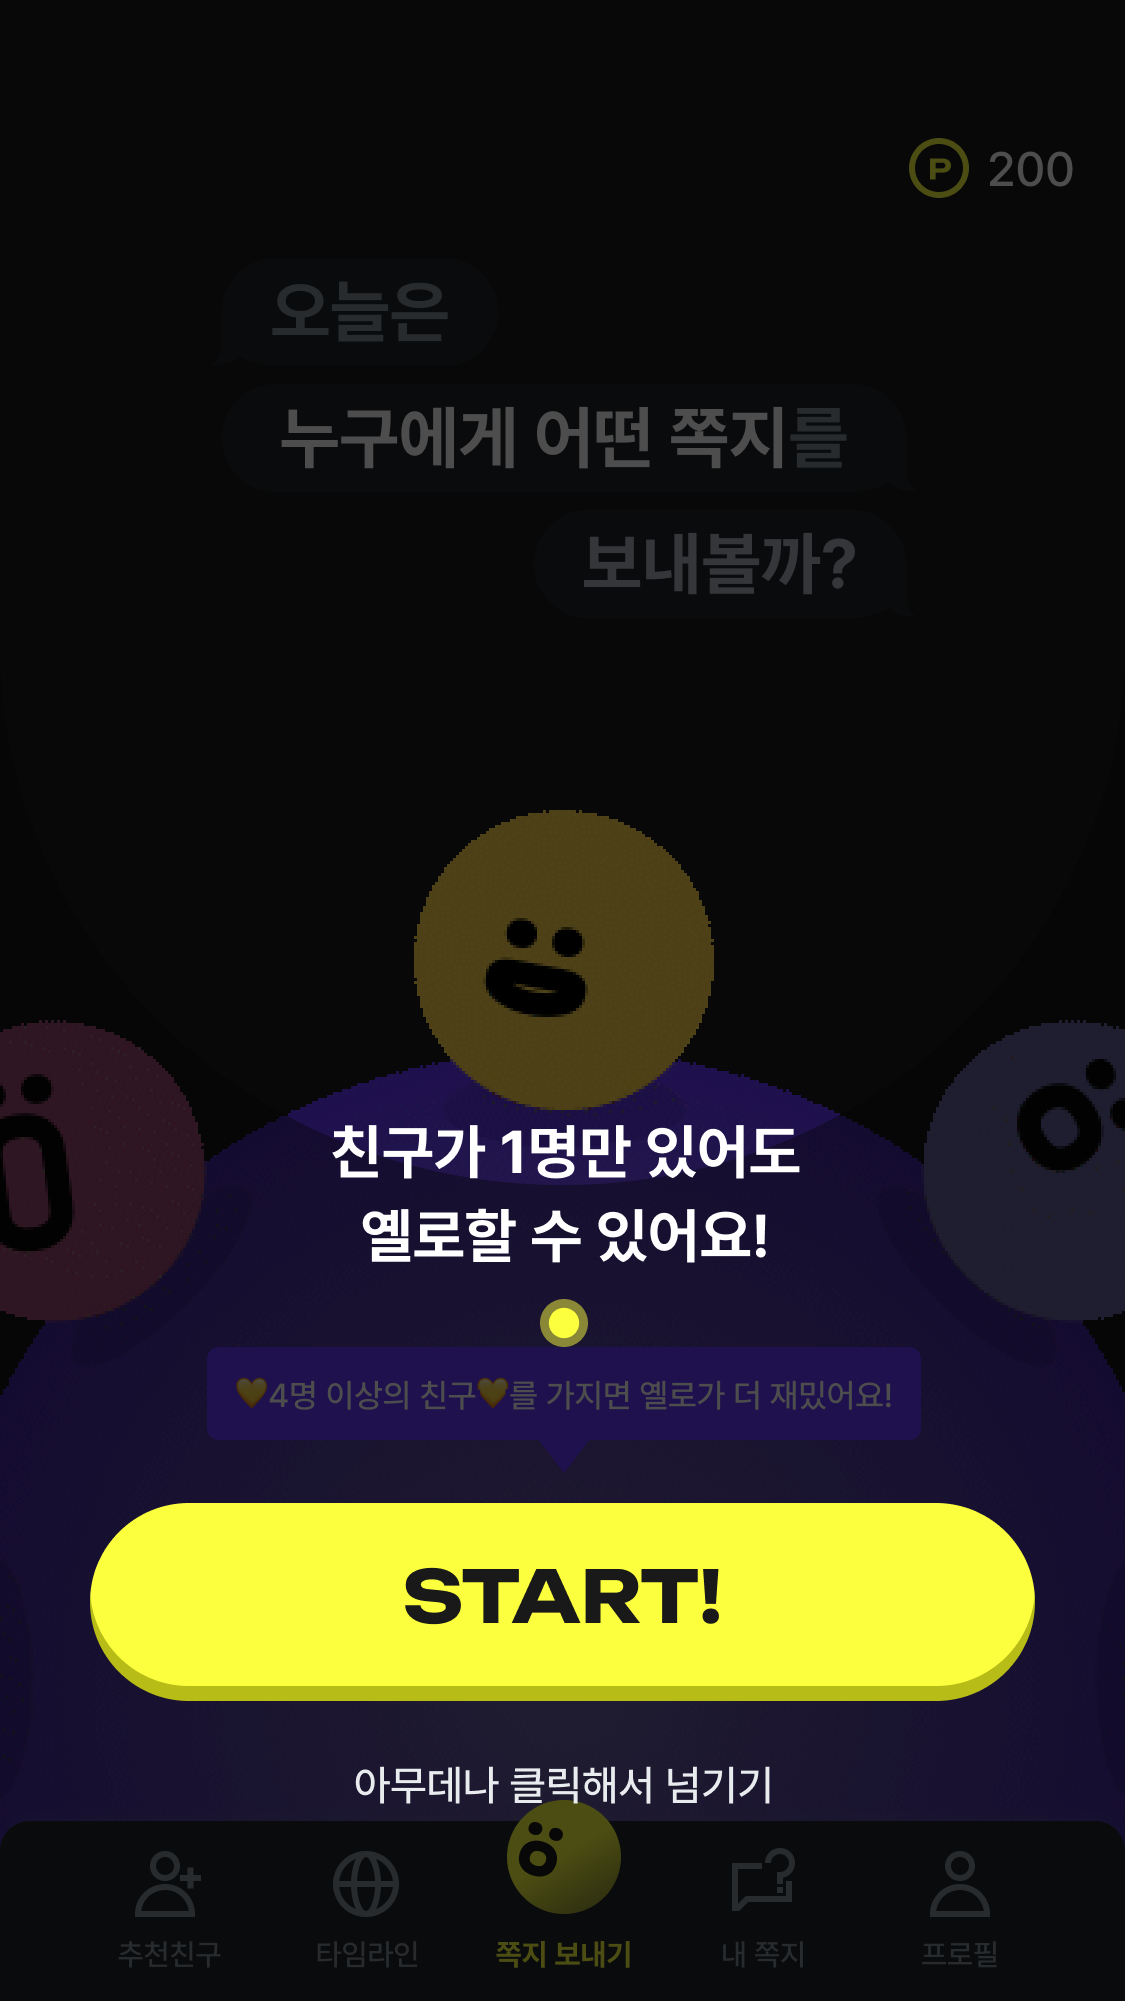 P 200
오늘은
누구에게 어떤 쪽지를
보내볼까?
친구가 1명만 있어도
옐로할 수 있어요!
💛4명 이상의 친구💛를 가지면 옐로가 더 재밌어요!
START!
아무데나 클릭해서 넘기기
추천친구 타임라인 쪽지 보내기 내 쪽지 프로필